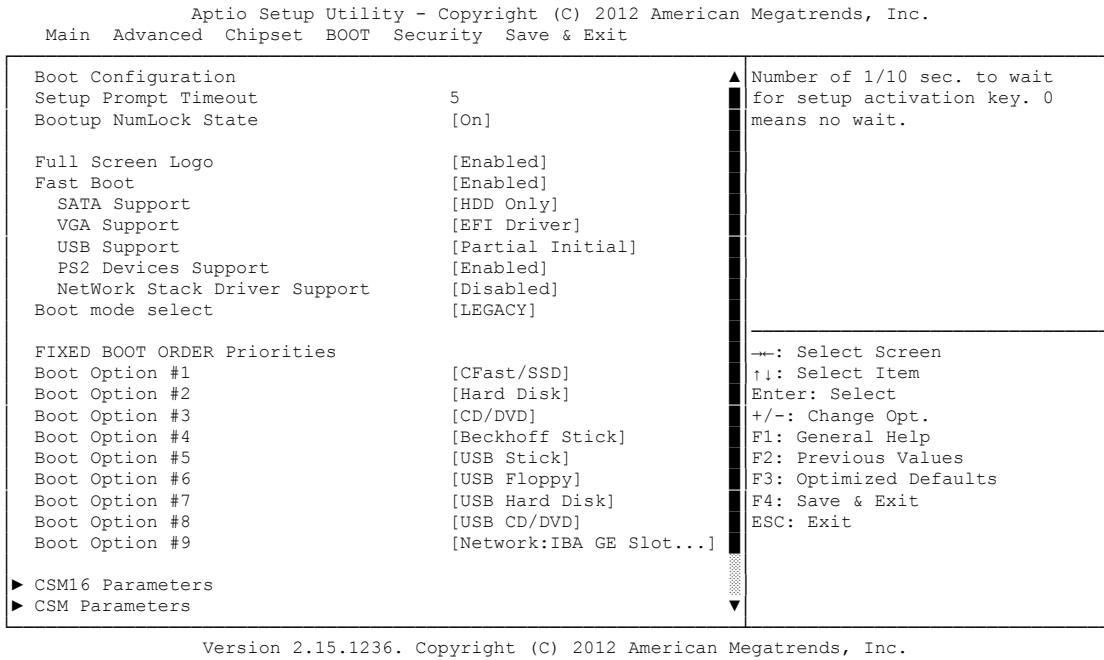 Aptio Setup Utility - Copyright (C) 2012 American Megatrends, Inc.
Main Advanced Chipset BOOT Security Save & Exit
Boot Configuration
Setup Prompt Timeout 5
Bootup NumLock State [On]
Full Screen Logo [Enabled]
Fast Boot [Enabled]
SATA Support [HDD Only]
VGA Support [EFI Driver]
USB Support [Partial Initial]
PS2 Devices Support [Enabled]
NetWork Stack Driver Support [Disabled]
Boot mode select [LEGACY]
FIXED BOOT ORDER Priorities
Boot Option #1 [CFast/SSD]
Boot Option #2 [Hard Disk]
Boot Option #3 [CD/DVD]
Boot Option #4 [Beckhoff Stick]
Boot Option #5 [USB Stick]
Boot Option #6 [USB Floppy]
Boot Option #7 [USB Hard Disk]
Boot Option #8 [USB CD/DVD]
Boot Option #9 [Network:IBA GE Slot...]
► CSM16 Parameters
► CSM Parameters
Number of 1/10 sec. to wait
for setup activation key. 0
means no wait.
→←: Select Screen
↑↓: Select Item
Enter: Select
+/-: Change Opt.
F1: General Help
F2: Previous Values
F3: Optimized Defaults
F4: Save & Exit
ESC: Exit
Version 2.15.1236. Copyright (C) 2012 American Megatrends, Inc.